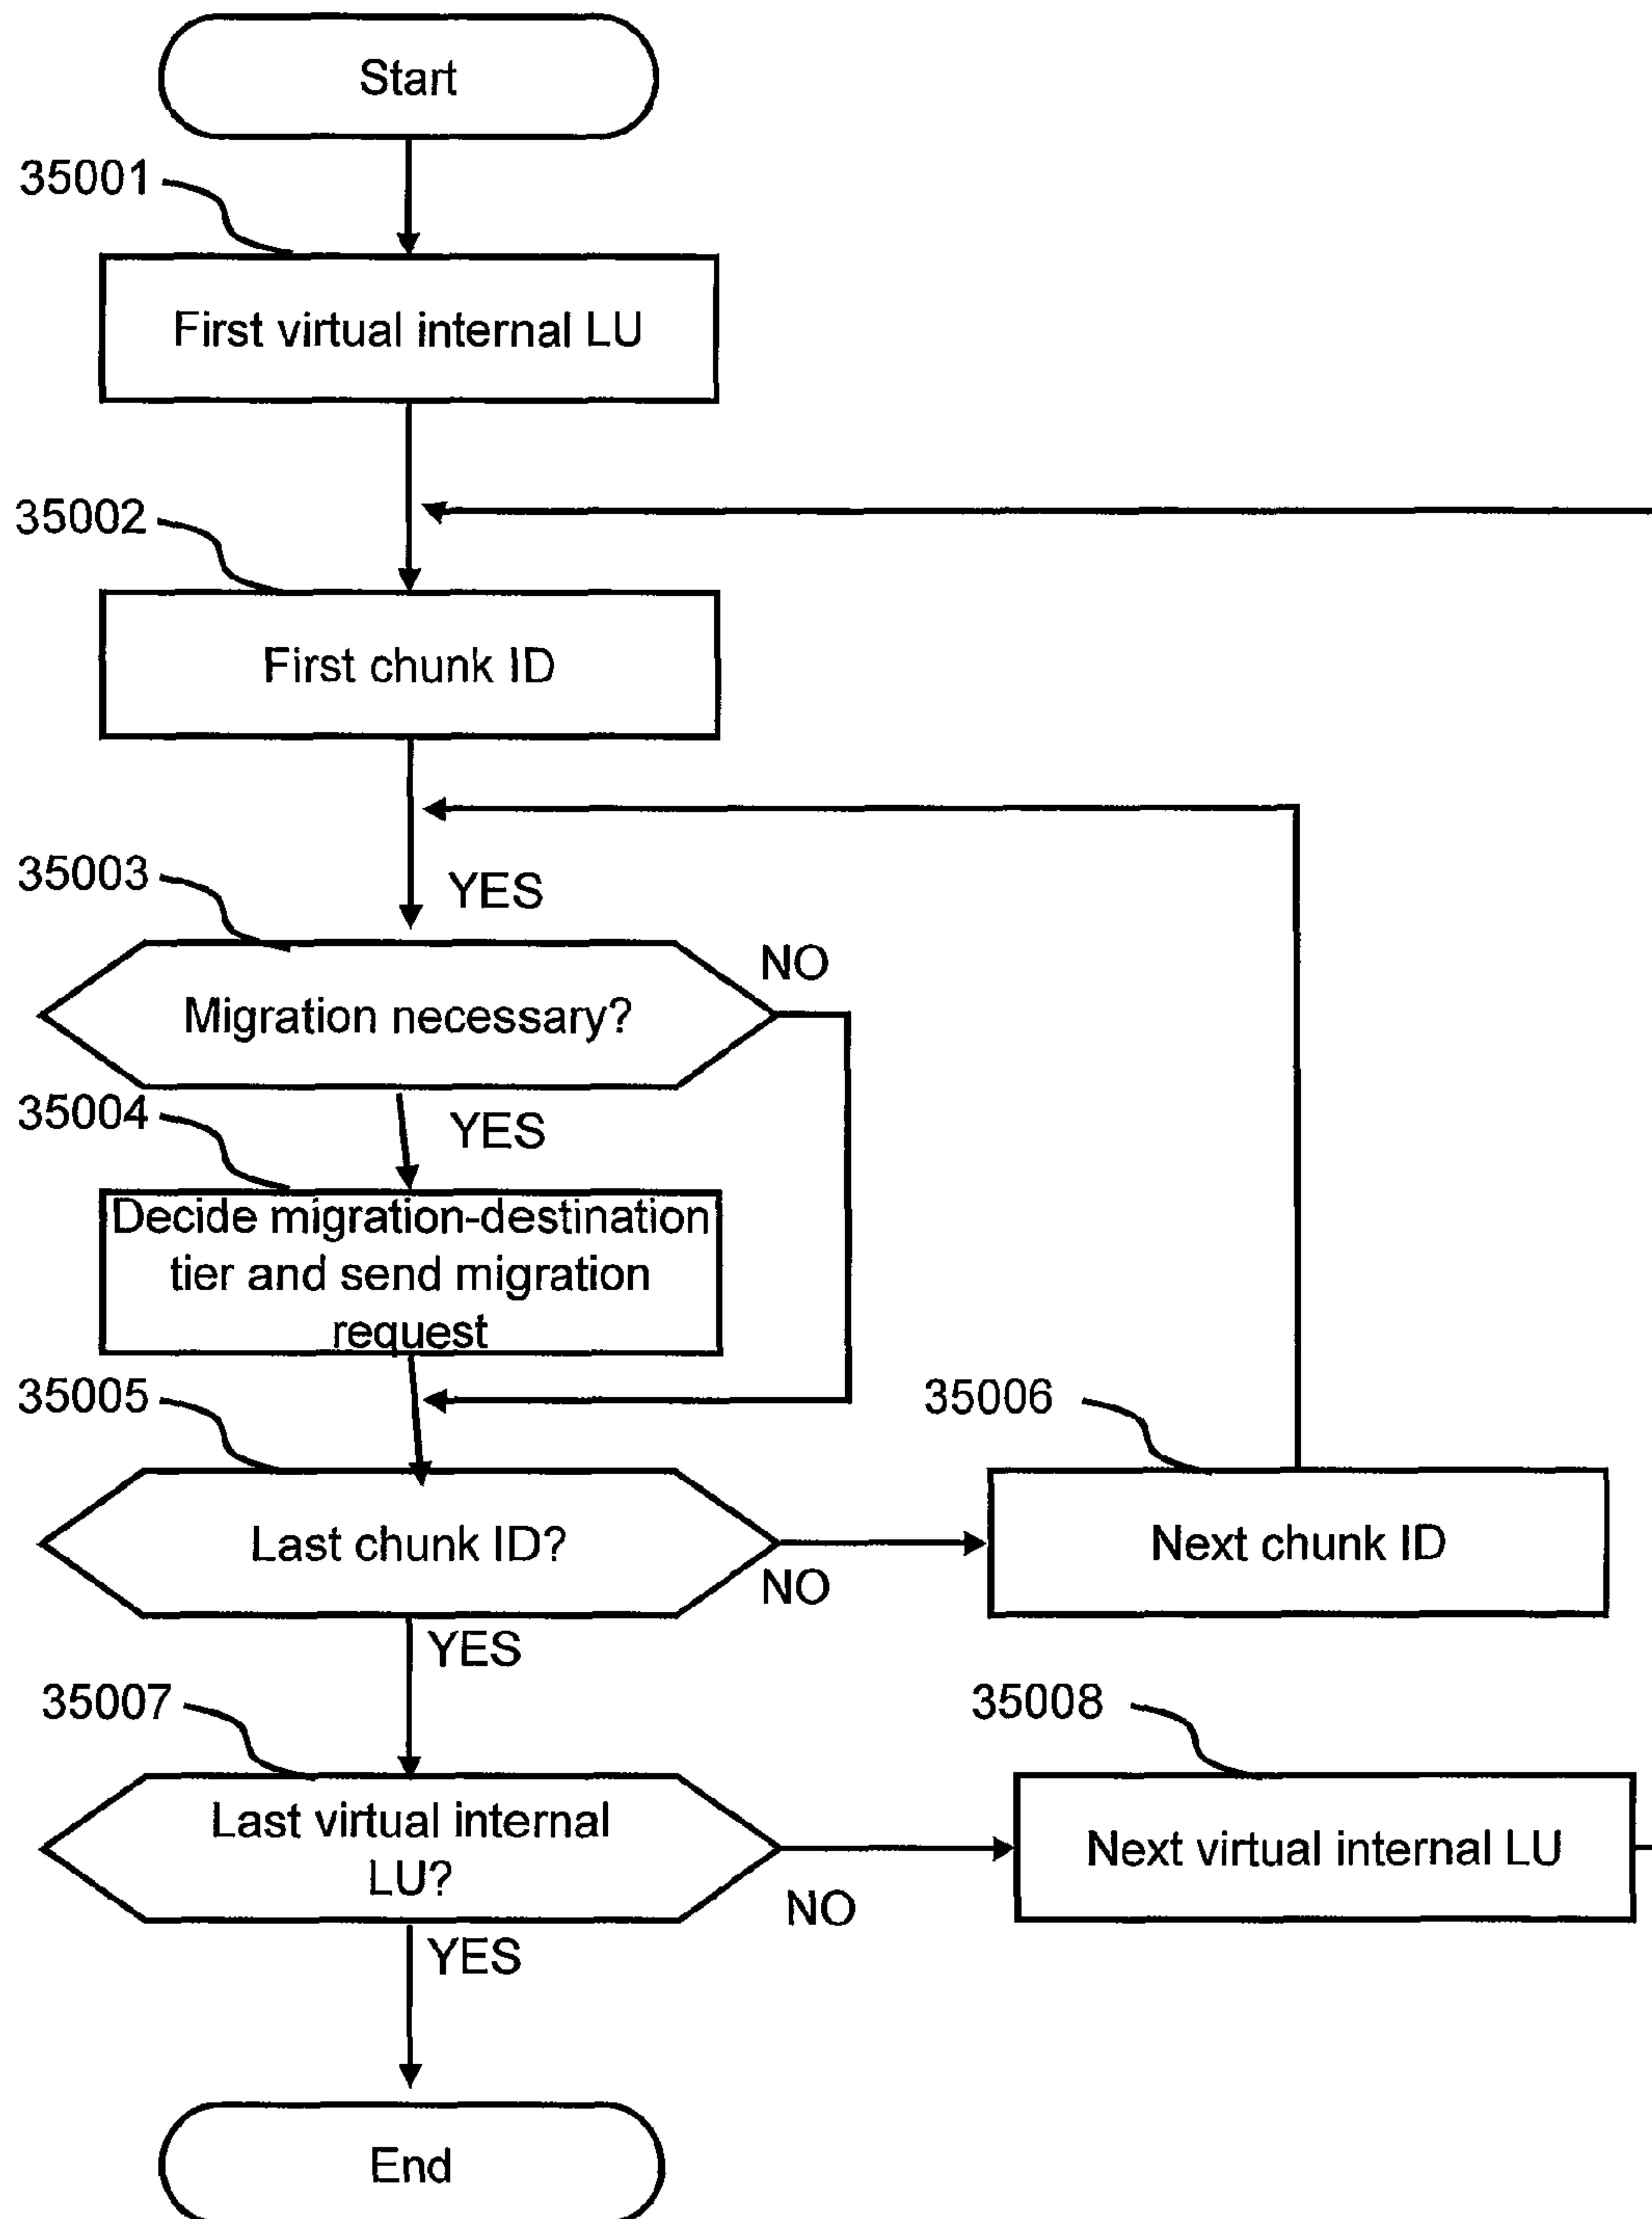 Start
35001
First virtual internal LU
35002
First chunk ID
35003
YES
NO
Migration necessary?
35004
YES
Decide migration-destination
tier and send migration
request
35005
35006
Last chunk ID?
NO
Next chunk ID
YES
35007
35008
Last virtual internal
LU?
NO
Next virtual internal LU
YES
End